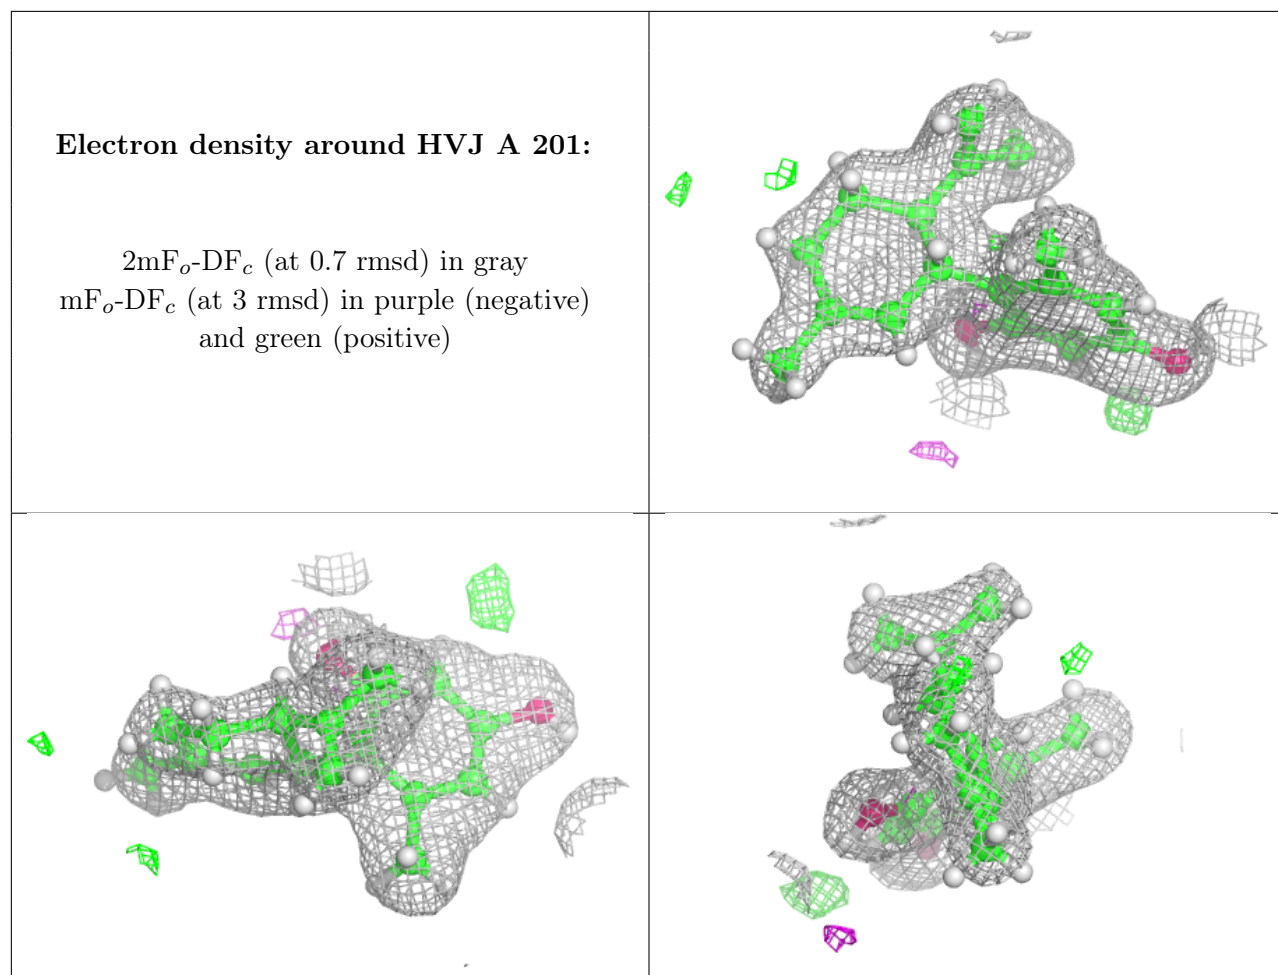 Electron density around HVJ A 201:
2mFo-DFc (at 0.7 rmsd) in gray
mFo-DFc (at 3 rmsd) in purple (negative)
and green (positive)